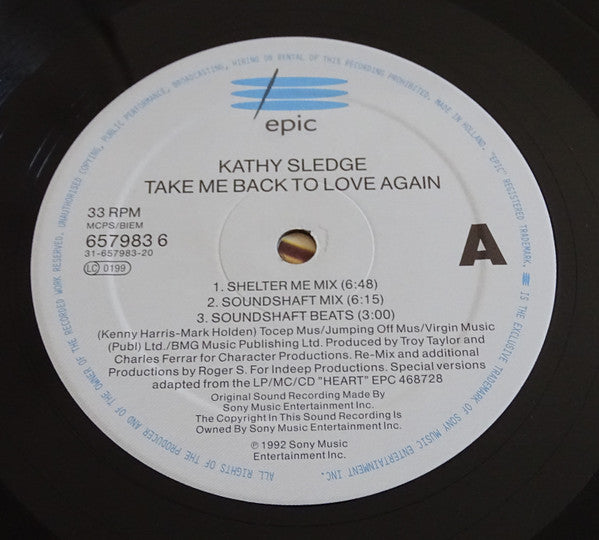 epic
KATHY SLEDGE
TAKE ME BACK TO LOVE AGAIN
33 RPM
MCPS/BIEM
657983 6
31-657983-20
LC 0199
A
1. SHELTER ME MIX (6:48)
2. SOUNDSHAFT MIX (6:15)
3. SOUNDSHAFT BEATS (3:00)
(Kenny Harris-Mark Holden) Tocep Mus/Jumping Off Mus/Virgin Music
(Publ) Ltd./BMG Music Publishing Ltd. Produced by Troy Taylor and
Charles Ferrar for Character Productions. Re-Mix and additional
Productions by Roger S. For Indeep Productions. Special versions
adapted from the LP/MC/CD "HEART" EPC 468728
Original Sound Recording Made By
Sony Music Entertainment Inc.
The Copyright In This Sound Recording Is
Owned By Sony Music Entertainment Inc.
℗ 1992 Sony Music
Entertainment Inc.
ALL RIGHTS OF THE PRODUCER AND OF THE OWNER OF THE RECORDED WORK RESERVED. UNAUTHORISED COPYING, PUBLIC PERFORMANCE, BROADCASTING, HIRING OR RENTAL OF THIS RECORDING PROHIBITED. MADE IN HOLLAND. "EPIC" REGISTERED TRADEMARK. IS THE EXCLUSIVE TRADEMARK OF SONY MUSIC ENTERTAINMENT INC.